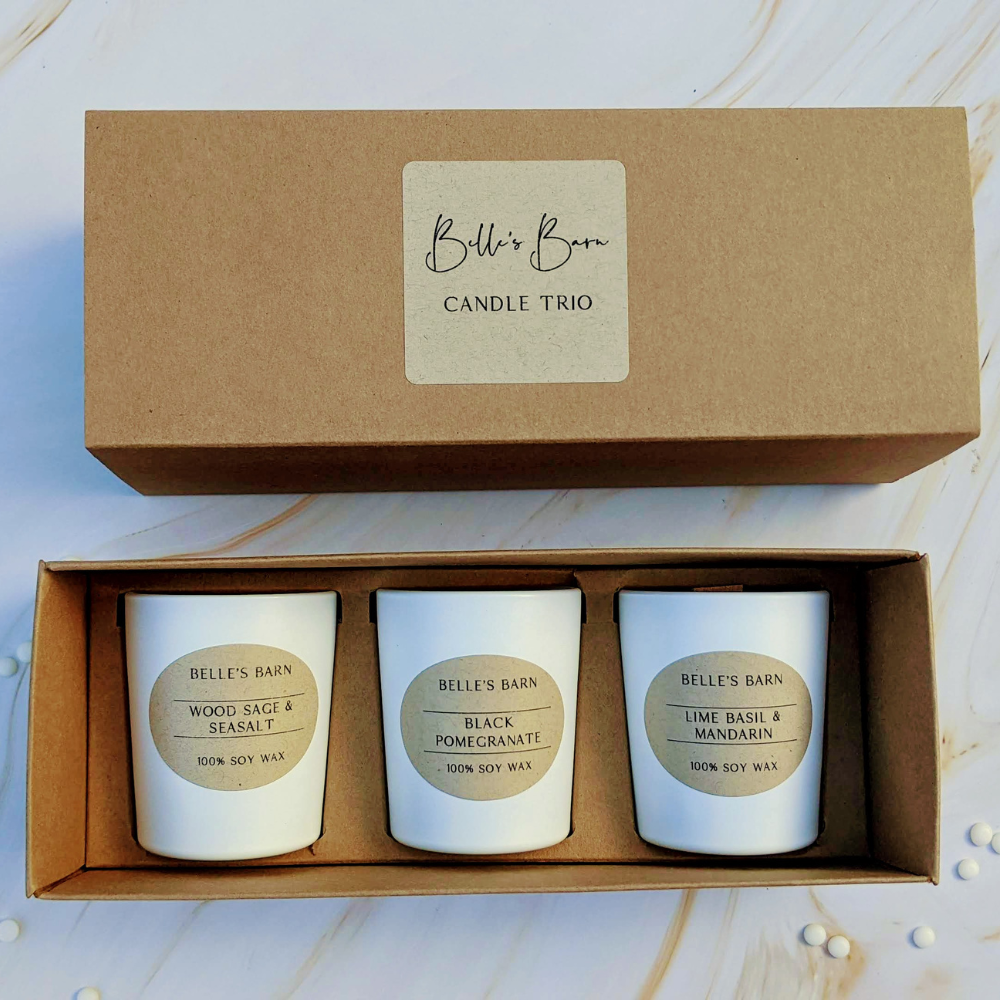 Belle's Barn
CANDLE TRIO
BELLE'S BARN
WOOD SAGE &
SEASALT
100% SOY WAX
BELLE'S BARN
BLACK
POMEGRANATE
100% SOY WAX
BELLE'S BARN
LIME BASIL &
MANDARIN
100% SOY WAX